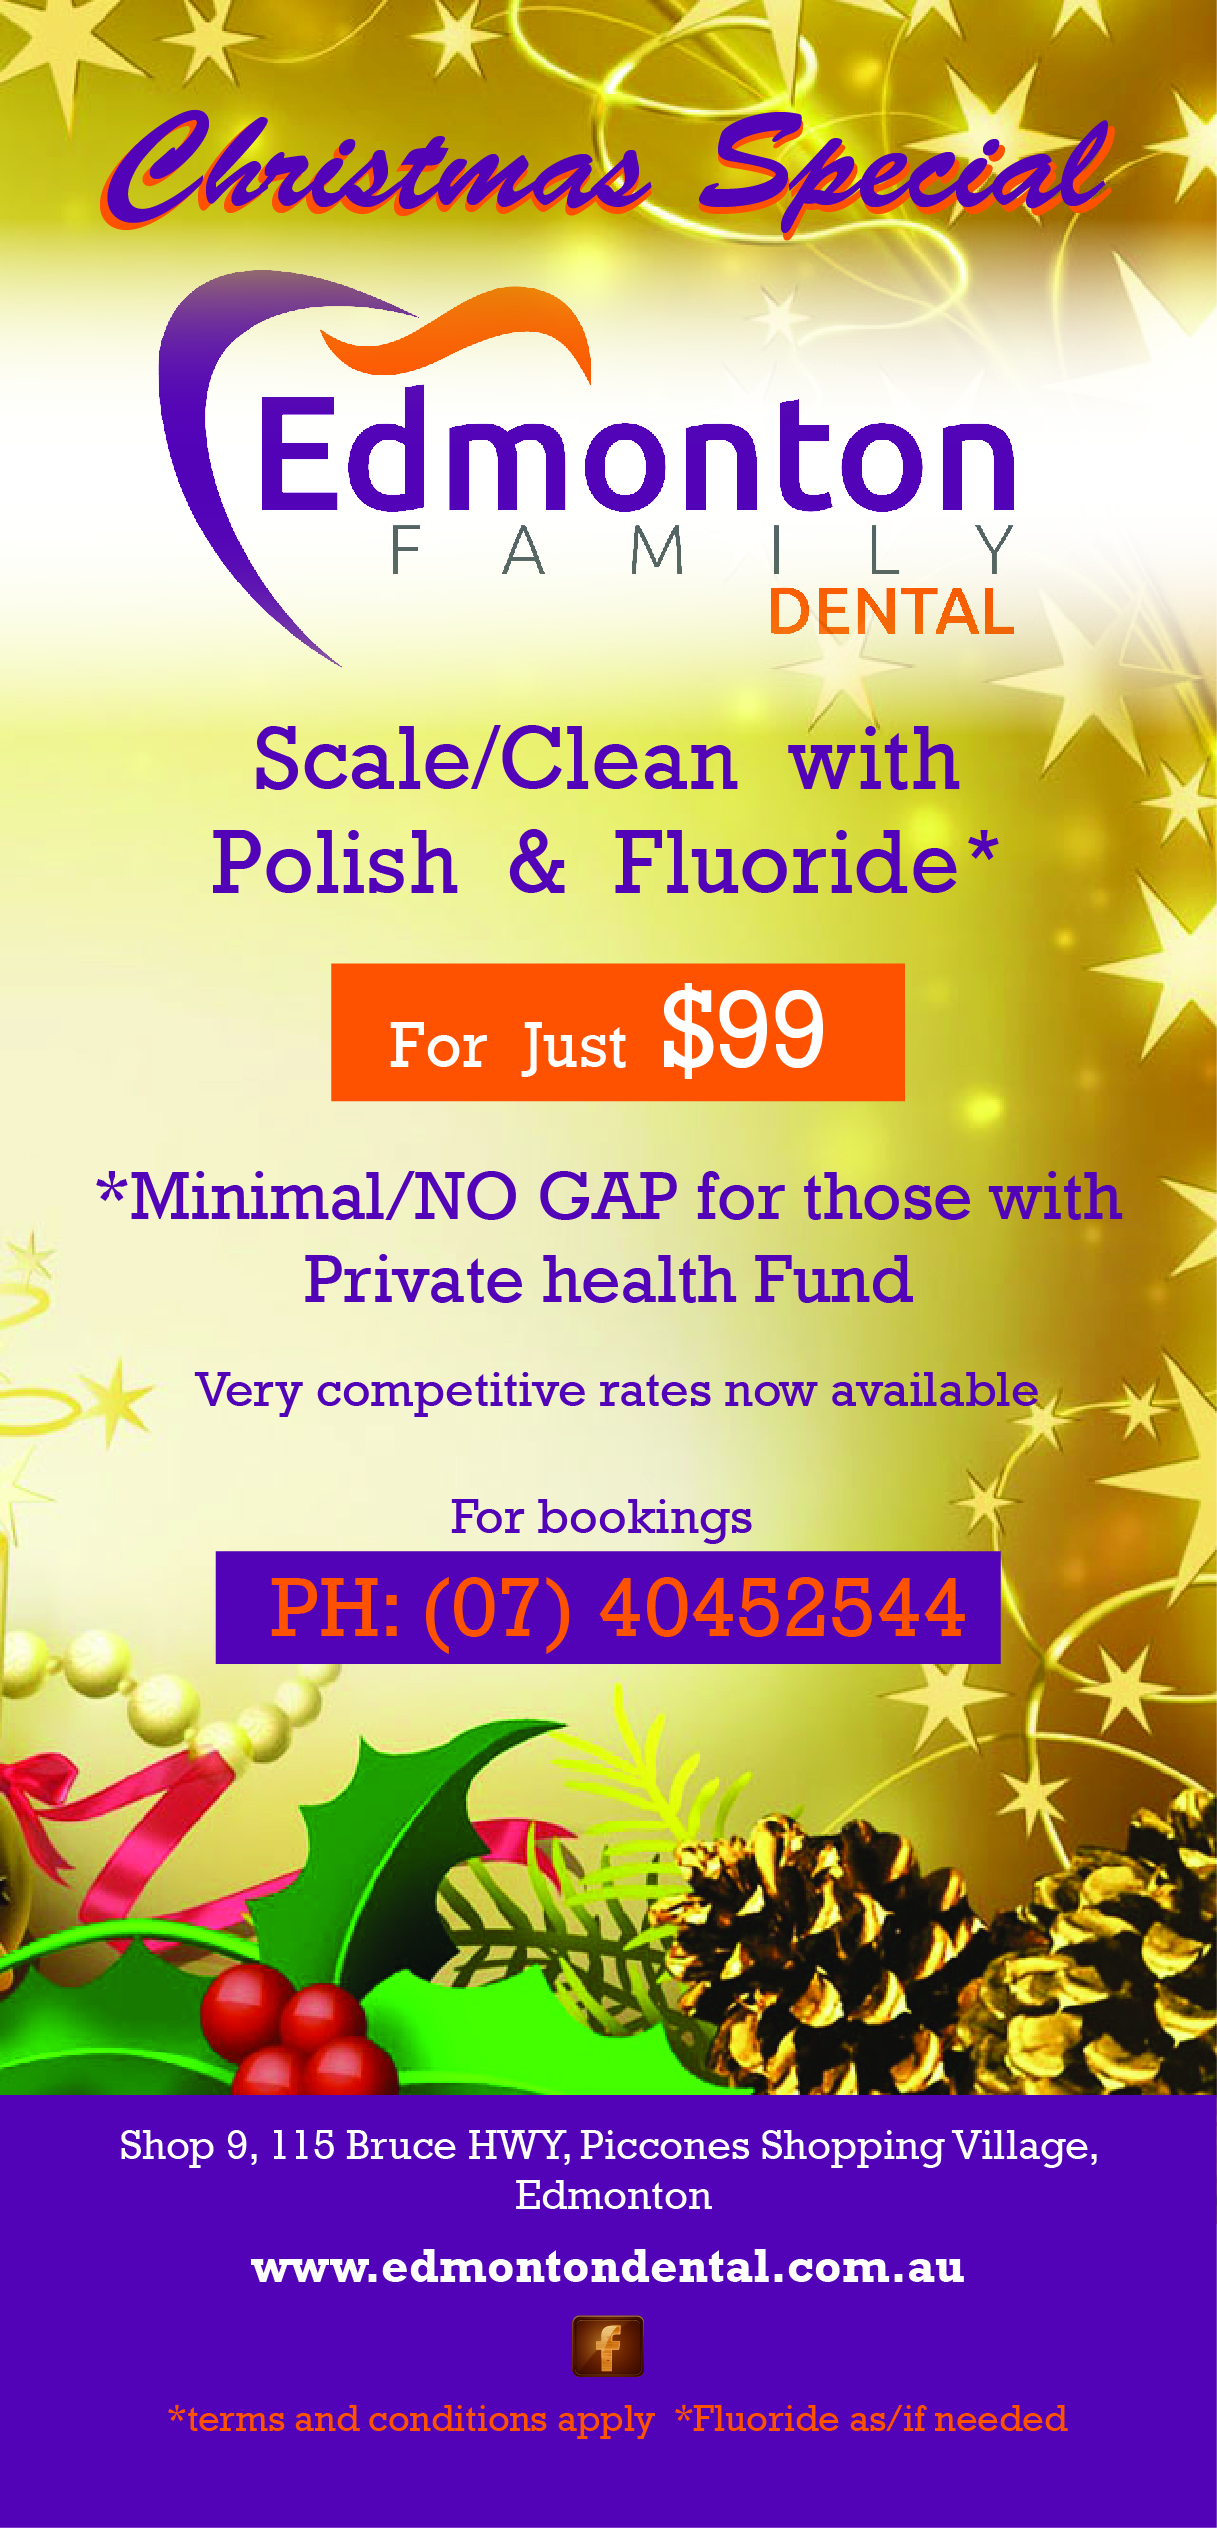 Christmas Special
Edmonton
FAMILY
DENTAL
Scale/Clean with
Polish & Fluoride*
For Just $99
*Minimal/NO GAP for those with
Private health Fund
Very competitive rates now available
For bookings
PH: (07) 40452544
Shop 9, 115 Bruce HWY, Piccones Shopping Village,
Edmonton
www.edmontondental.com.au
f
*terms and conditions apply *Fluoride as/if needed